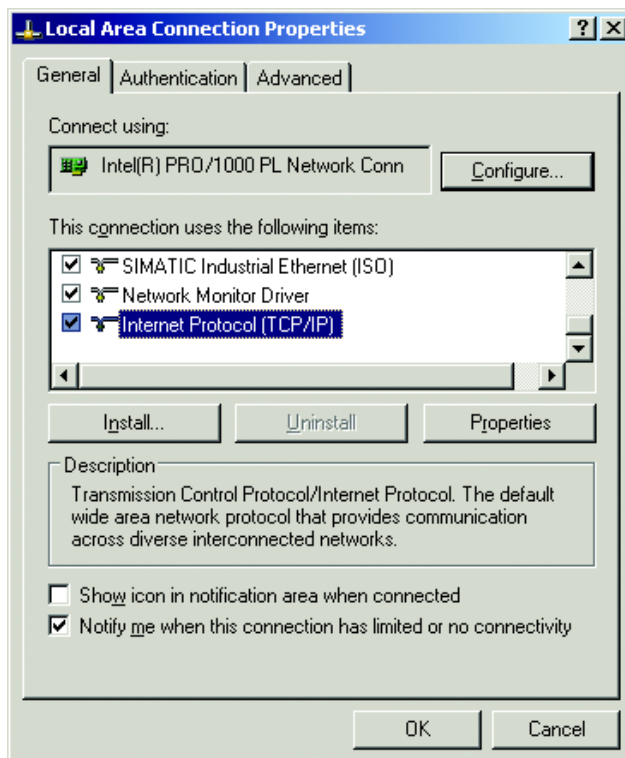 Local Area Connection Properties
General Authentication Advanced
Connect using:
Intel(R) PRO/1000 PL Network Conn Configure...
This connection uses the following items:
SIMATIC Industrial Ethernet (ISO)
Network Monitor Driver
Internet Protocol (TCP/IP)
Install... Uninstall Properties
Description
Transmission Control Protocol/Internet Protocol. The default
wide area network protocol that provides communication
across diverse interconnected networks.
Show icon in notification area when connected
Notify me when this connection has limited or no connectivity
OK Cancel